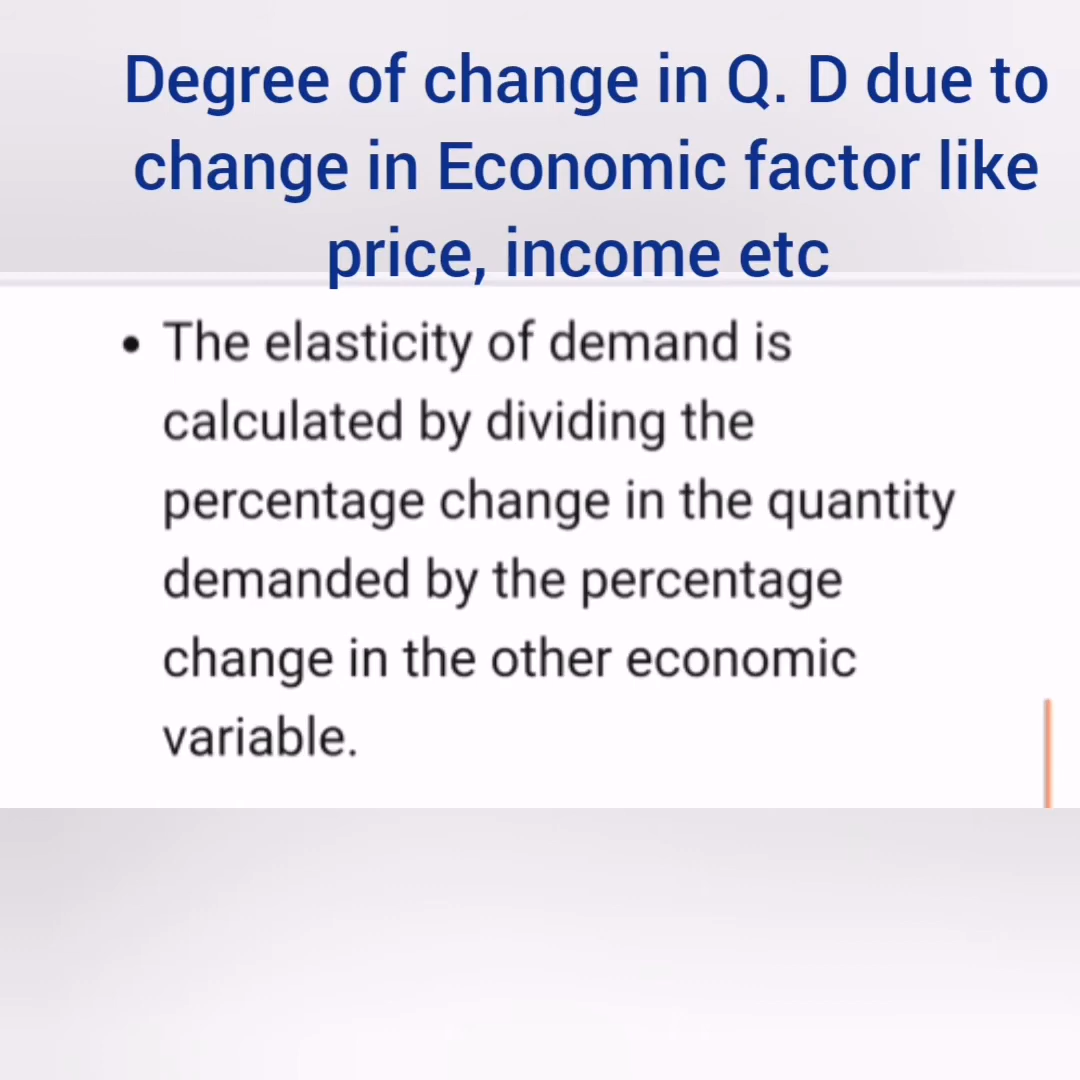 Degree of change in Q. D due to
change in Economic factor like
price, income etc
• The elasticity of demand is
calculated by dividing the
percentage change in the quantity
demanded by the percentage
change in the other economic
variable.